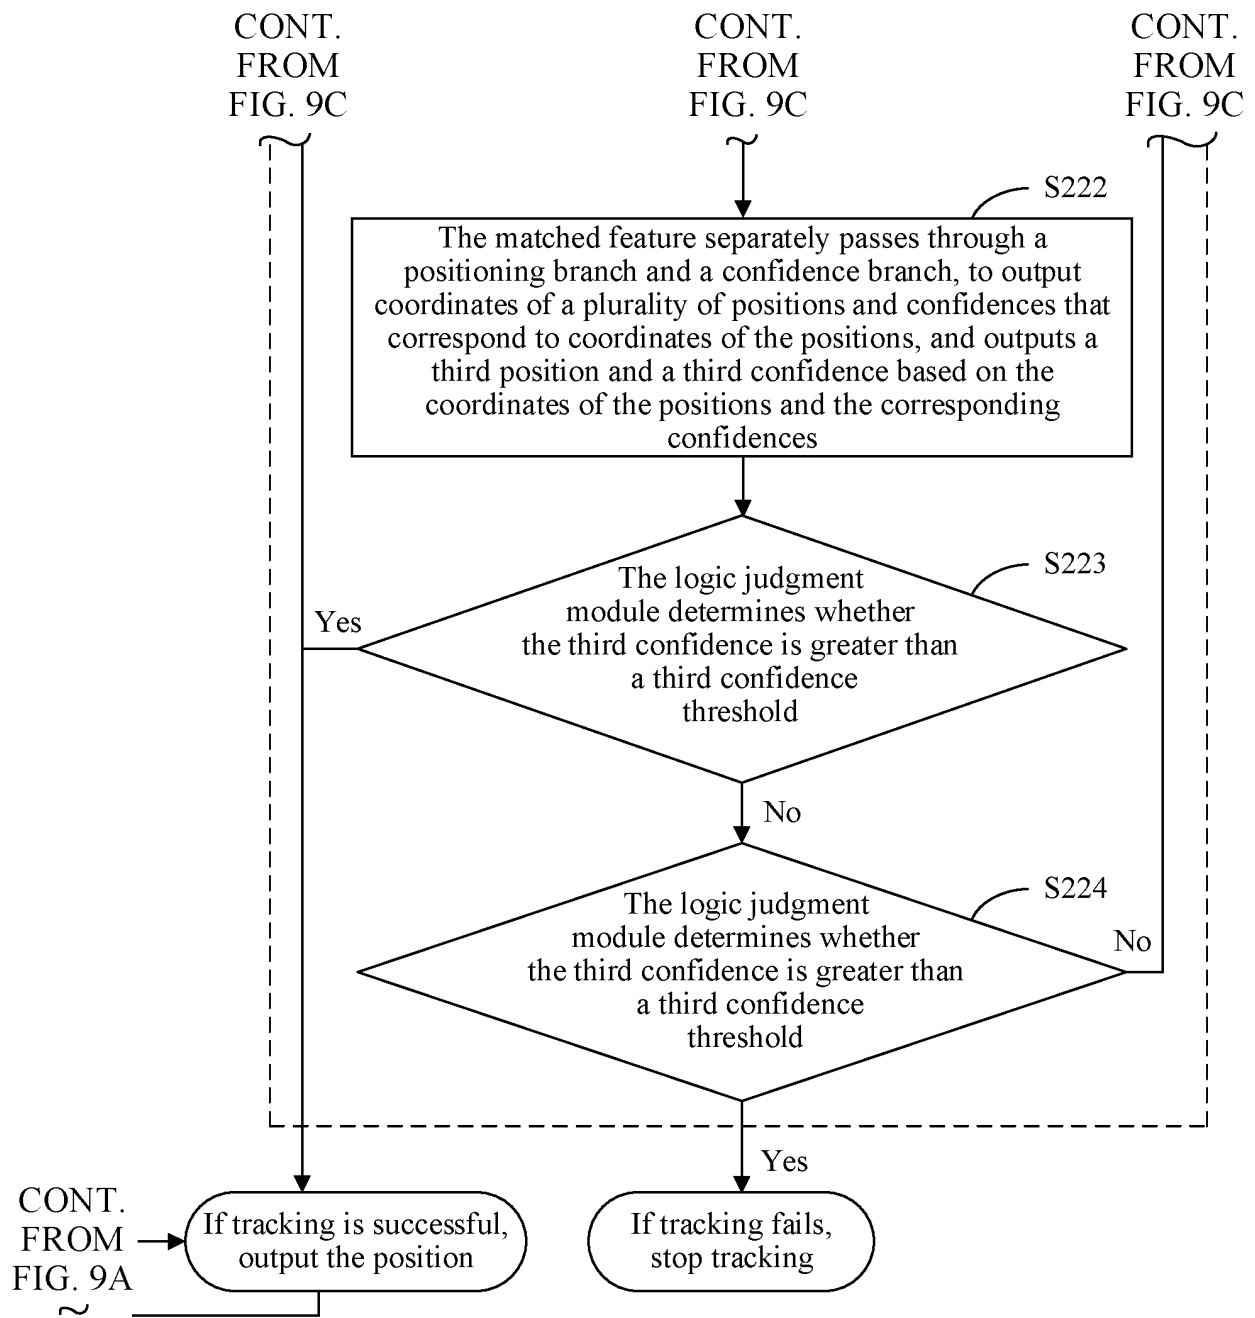 CONT.
FROM
FIG. 9C
CONT.
FROM
FIG. 9C
CONT.
FROM
FIG. 9C
S222
The matched feature separately passes through a
positioning branch and a confidence branch, to output
coordinates of a plurality of positions and confidences that
correspond to coordinates of the positions, and outputs a
third position and a third confidence based on the
coordinates of the positions and the corresponding
confidences
S223
The logic judgment
module determines whether
the third confidence is greater than
a third confidence
threshold
Yes
No
S224
The logic judgment
module determines whether
the third confidence is greater than
a third confidence
threshold
No
Yes
CONT.
FROM
FIG. 9A
If tracking is successful,
output the position
If tracking fails,
stop tracking